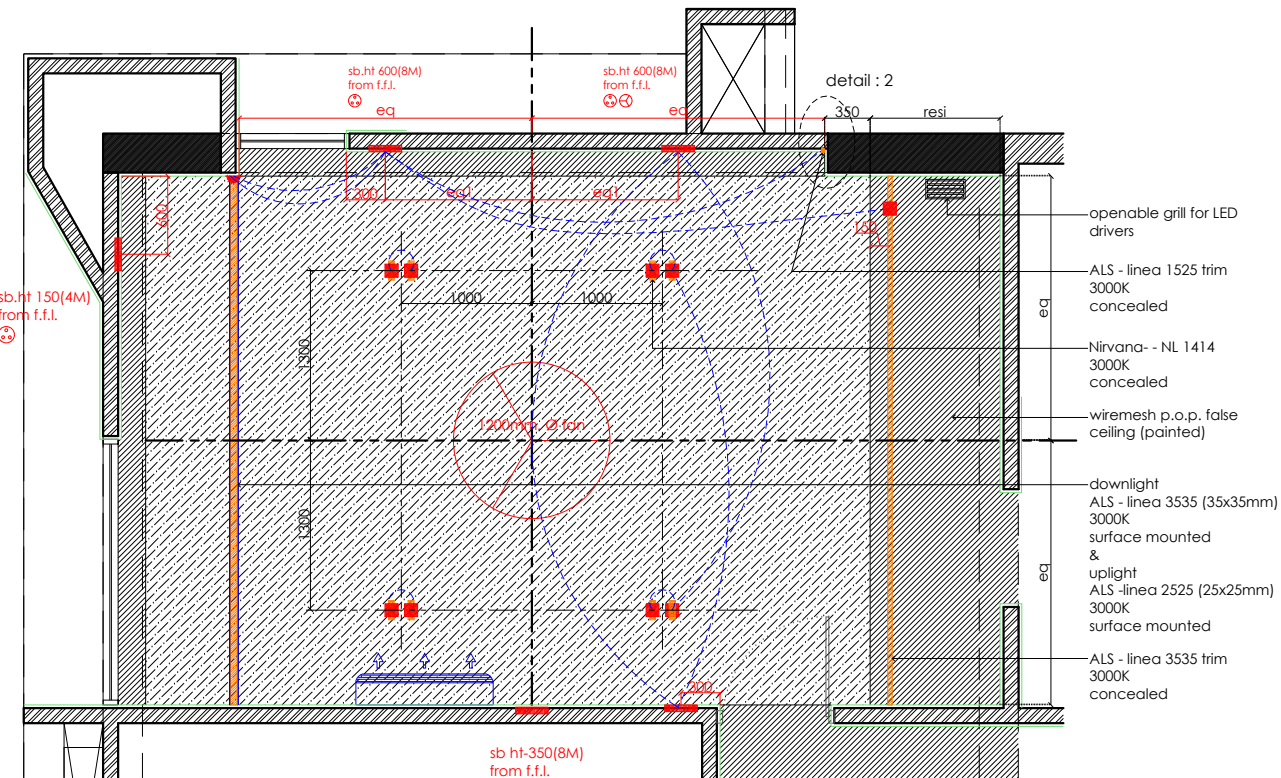 sb.ht 600(8M)
from f.f.l.
sb.ht 600(8M)
from f.f.l.
detail : 2
eq
eq
350
resi
300
eq1
eq1
600
150
openable grill for LED
drivers
sb.ht 150(4M)
from f.f.l.
ALS - linea 1525 trim
3000K
concealed
1000
1000
eq
1300
Nirvana- - NL 1414
3000K
concealed
1200mm Ø fan
wiremesh p.o.p. false
ceiling (painted)
downlight
ALS - linea 3535 (35x35mm)
3000K
surface mounted
&
uplight
ALS -linea 2525 (25x25mm)
3000K
surface mounted
1300
eq
ALS - linea 3535 trim
3000K
concealed
300
sb ht-350(8M)
from f.f.l.